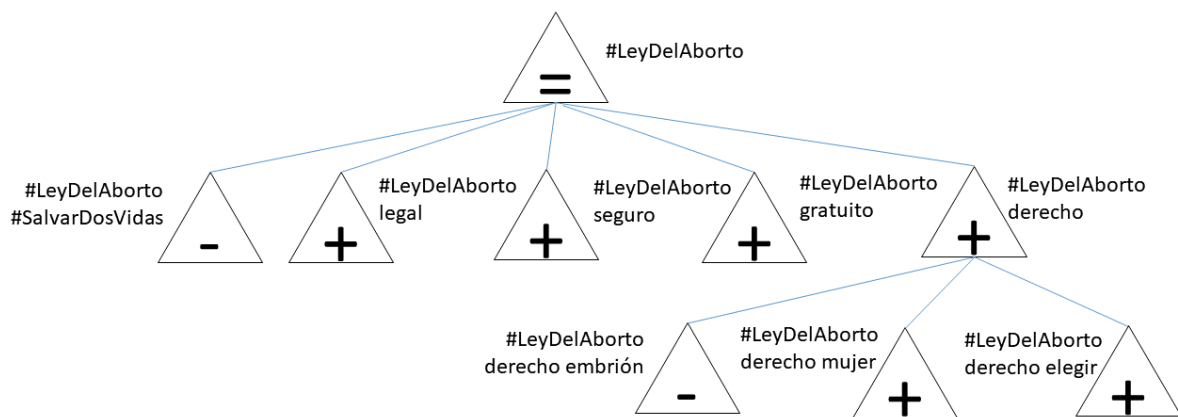 #LeyDelAborto
=
#LeyDelAborto
#SalvarDosVidas
-
#LeyDelAborto
legal
+
#LeyDelAborto
seguro
+
#LeyDelAborto
gratuito
+
#LeyDelAborto
derecho
+
#LeyDelAborto
derecho embrión
-
#LeyDelAborto
derecho mujer
+
#LeyDelAborto
derecho elegir
+